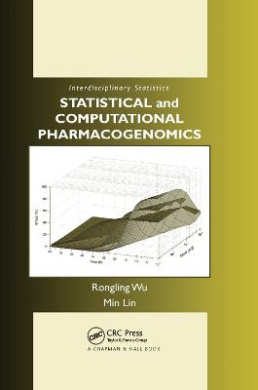 Interdisciplinary Statistics
STATISTICAL and
COMPUTATIONAL
PHARMACOGENOMICS
Rongling Wu
Min Lin
CRC Press
Taylor & Francis Group
A CHAPMAN & HALL BOOK